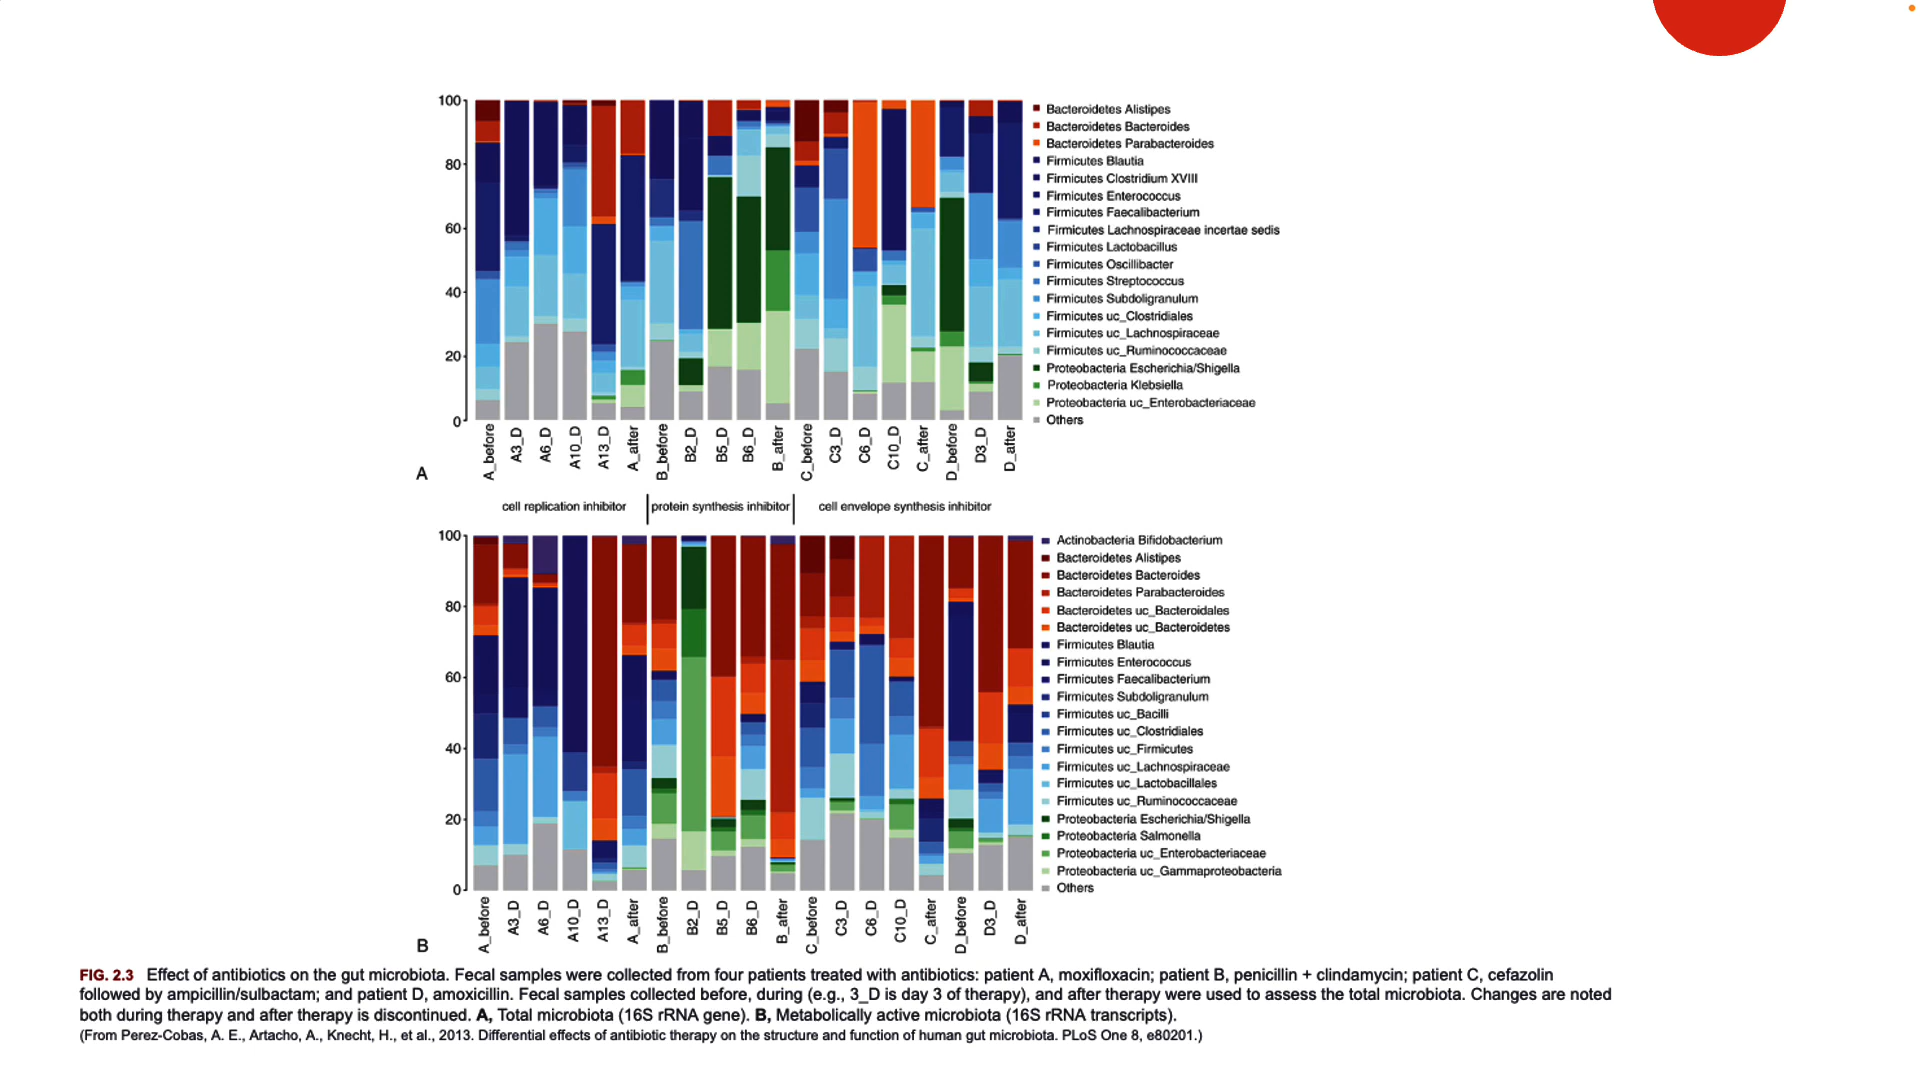 100
80
60
40
20
0
Bacteroidetes Alistipes
Bacteroidetes Bacteroides
Bacteroidetes Parabacteroides
Firmicutes Blautia
Firmicutes Clostridium XVIII
Firmicutes Enterococcus
Firmicutes Faecalibacterium
Firmicutes Lachnospiraceae incertae sedis
Firmicutes Lactobacillus
Firmicutes Oscillibacter
Firmicutes Streptococcus
Firmicutes Subdoligranulum
Firmicutes uc_Clostridiales
Firmicutes uc_Lachnospiraceae
Firmicutes uc_Ruminococcaceae
Proteobacteria Escherichia/Shigella
Proteobacteria Klebsiella
Proteobacteria uc_Enterobacteriaceae
Others
A_before
A3_D
A6_D
A10_D
A13_D
A_after
B_before
B2_D
B5_D
B6_D
B_after
C_before
C3_D
C6_D
C10_D
C_after
D_before
D3_D
D_after
A
cell replication inhibitor
protein synthesis inhibitor
cell envelope synthesis inhibitor
100
80
60
40
20
0
Actinobacteria Bifidobacterium
Bacteroidetes Alistipes
Bacteroidetes Bacteroides
Bacteroidetes Parabacteroides
Bacteroidetes uc_Bacteroidales
Bacteroidetes uc_Bacteroidetes
Firmicutes Blautia
Firmicutes Enterococcus
Firmicutes Faecalibacterium
Firmicutes Subdoligranulum
Firmicutes uc_Bacilli
Firmicutes uc_Clostridiales
Firmicutes uc_Firmicutes
Firmicutes uc_Lachnospiraceae
Firmicutes uc_Lactobacillales
Firmicutes uc_Ruminococcaceae
Proteobacteria Escherichia/Shigella
Proteobacteria Salmonella
Proteobacteria uc_Enterobacteriaceae
Proteobacteria uc_Gammaproteobacteria
Others
A_before
A3_D
A6_D
A10_D
A13_D
A_after
B_before
B2_D
B5_D
B6_D
B_after
C_before
C3_D
C6_D
C10_D
C_after
D_before
D3_D
D_after
B
FIG. 2.3 Effect of antibiotics on the gut microbiota. Fecal samples were collected from four patients treated with antibiotics: patient A, moxifloxacin; patient B, penicillin + clindamycin; patient C, cefazolin
followed by ampicillin/sulbactam; and patient D, amoxicillin. Fecal samples collected before, during (e.g., 3_D is day 3 of therapy), and after therapy were used to assess the total microbiota. Changes are noted
both during therapy and after therapy is discontinued. A, Total microbiota (16S rRNA gene). B, Metabolically active microbiota (16S rRNA transcripts).
(From Perez-Cobas, A. E., Artacho, A., Knecht, H., et al., 2013. Differential effects of antibiotic therapy on the structure and function of human gut microbiota. PLoS One 8, e80201.)